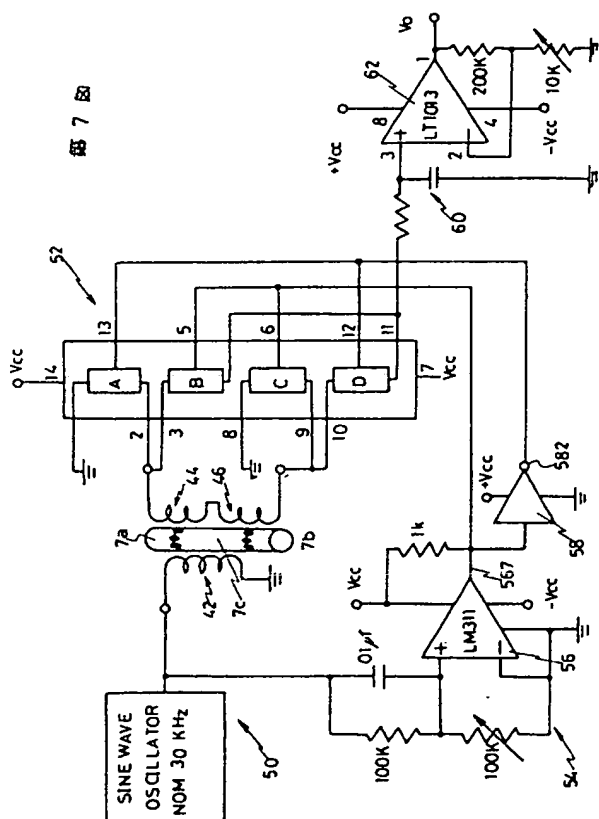 第7図
SINE WAVE
OSCILLATOR
NOM 30 KHz
50
42
7a
7b
7c
44
46
52
Vcc
14
A
B
C
D
2
3
8
9
10
13
5
6
12
11
7
Vcc
60
+Vcc
3
2
8
4
1
LT1013
62
-Vcc
Vo
200K
10K
.01μf
100K
100K
54
Vcc
LM311
56
-Vcc
1k
567
+Vcc
58
582